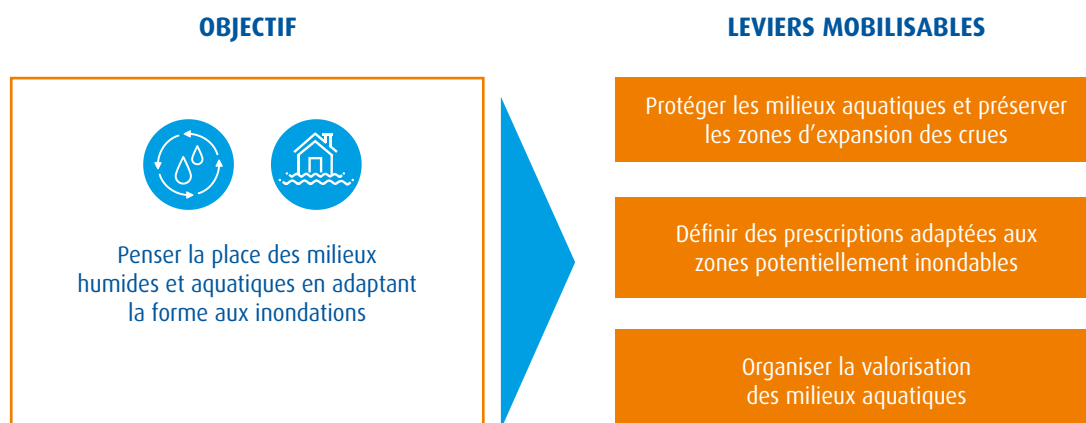 OBJECTIF
LEVIERS MOBILISABLES
Penser la place des milieux
humides et aquatiques en adaptant
la forme aux inondations
Protéger les milieux aquatiques et préserver
les zones d'expansion des crues
Définir des prescriptions adaptées aux
zones potentiellement inondables
Organiser la valorisation
des milieux aquatiques